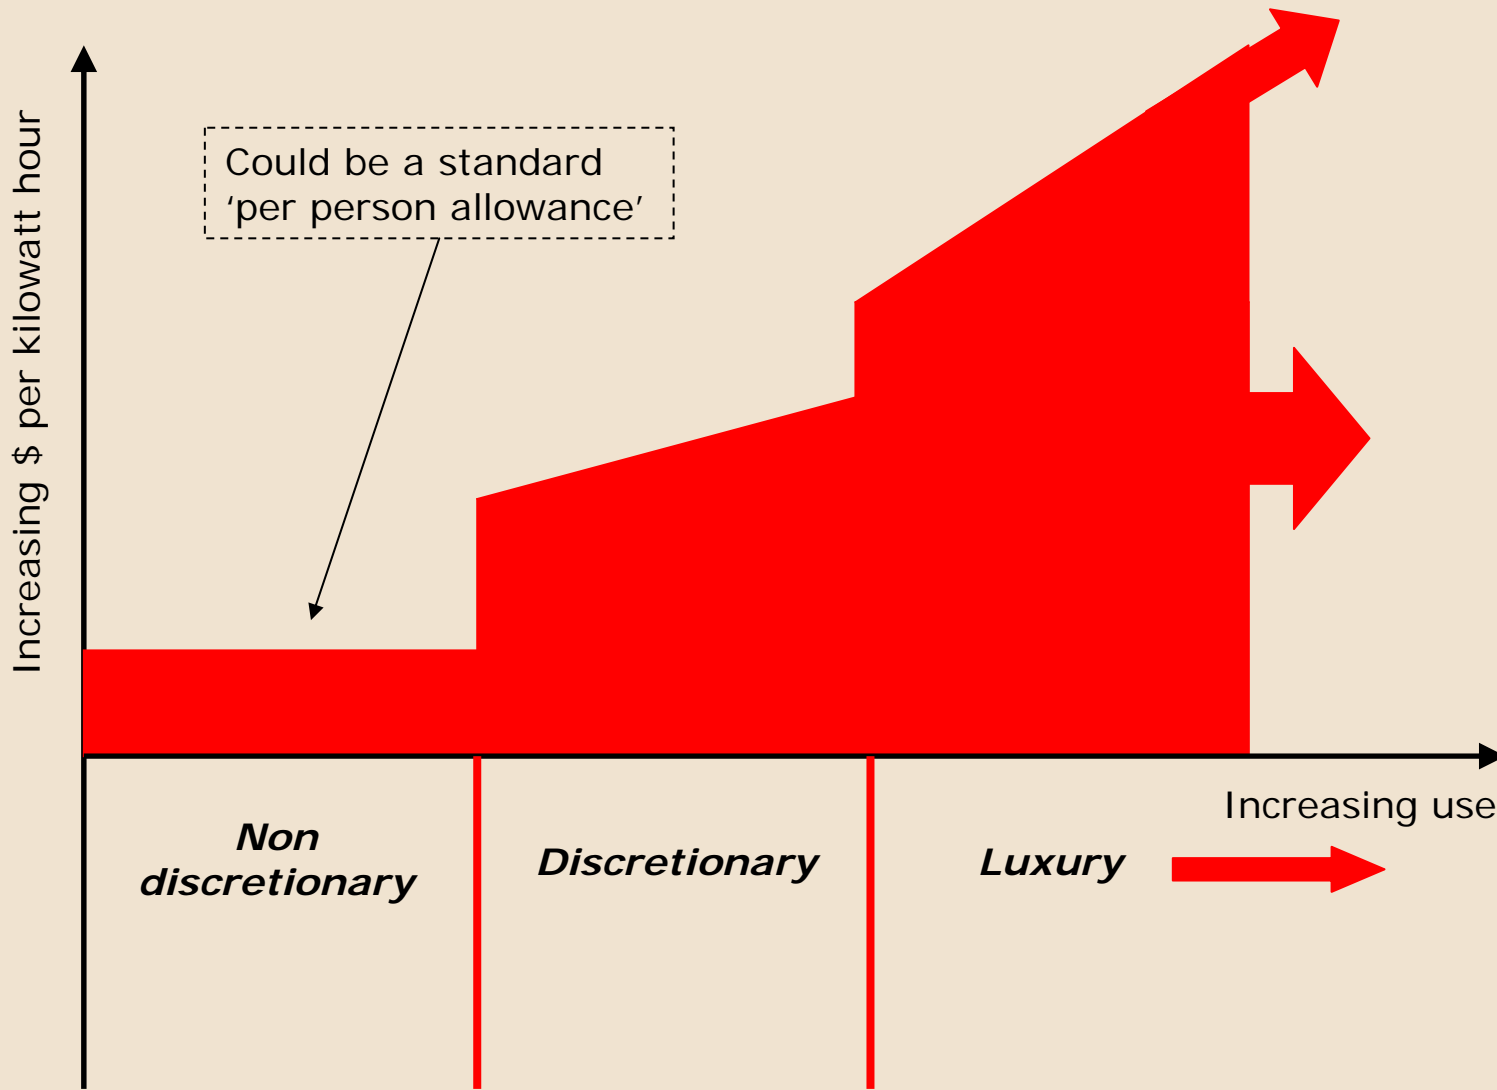 Increasing $ per kilowatt hour
Could be a standard
‘per person allowance’
Increasing use
Non
discretionary
Discretionary
Luxury